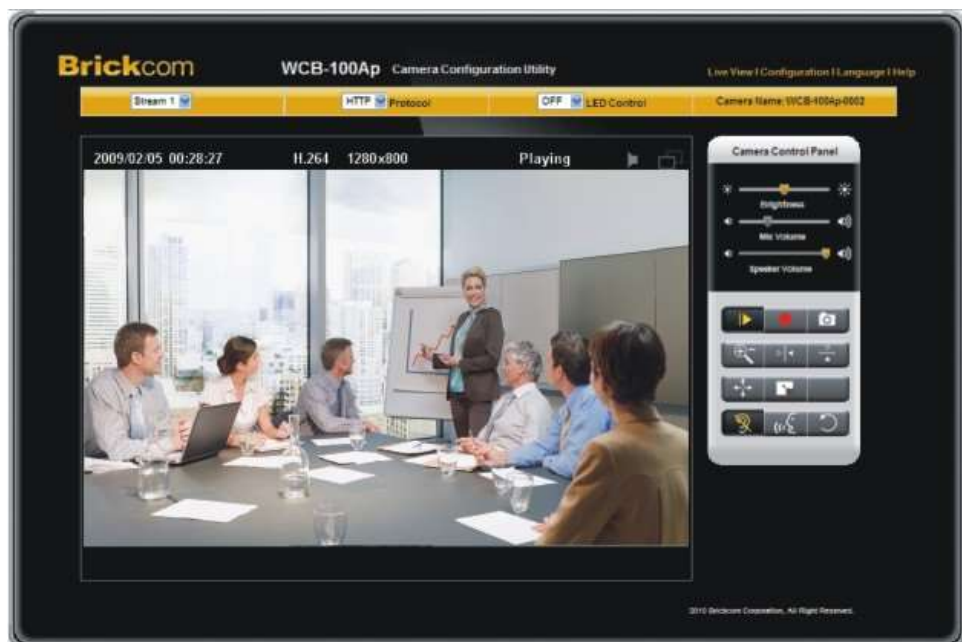 Brickcom
WCB-100Ap Camera Configuration Utility
Live View I Configuration I Language I Help
Stream 1
HTTP Protocol
OFF LED Control
Camera Name: WCB-100Ap-0002
2009/02/05 00:28:27 H.264 1280x800 Playing
Camera Control Panel
Brightness
Mic Volume
Speaker Volume
2010 Brickcom Corporation, All Right Reserved.